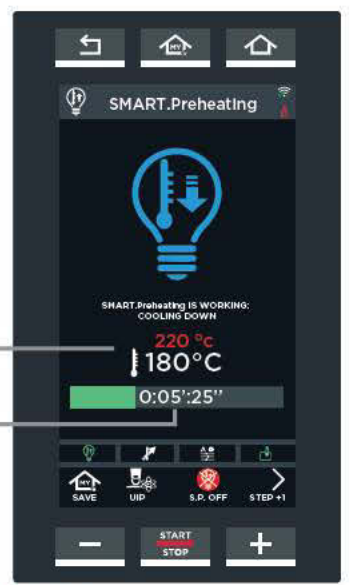 MY
SMART.Preheating
SMART.Preheating IS WORKING:
COOLING DOWN
220 °c
180°C
0:05':25''
SAVE
UIP
S.P. OFF
STEP +1
START
STOP